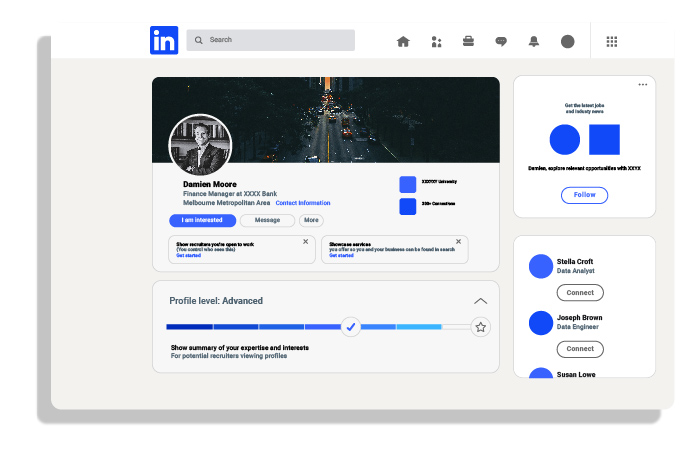 in
Search
Damien Moore
Finance Manager at XXXX Bank
Melbourne Metropolitan Area Contact Information
I am interested
Message
More
XXXXXY University
200+ Connections
Show recruiters you're open to work
(You control who sees this)
Get started
Showcase services
you offer so you and your business can be found in search
Get started
Profile level: Advanced
Show summary of your expertise and interests
For potential recruiters viewing profiles
Get the latest jobs
and industry news
Damien, explore relevant opportunities with XXYX
Follow
Stella Croft
Data Analyst
Connect
Joseph Brown
Data Engineer
Connect
Susan Lowe